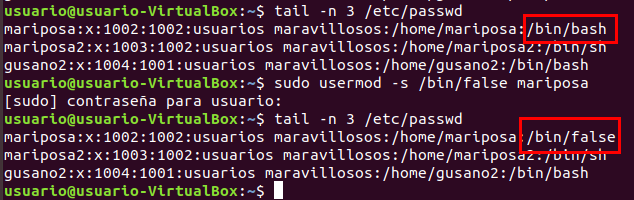 usuario@usuario-VirtualBox:~$ tail -n 3 /etc/passwd
mariposa:x:1002:1002:usuarios maravillosos:/home/mariposa:/bin/bash
mariposa2:x:1003:1002:usuarios maravillosos:/home/mariposa2:/bin/sh
gusano2:x:1004:1001:usuarios maravillosos:/home/gusano2:/bin/bash
usuario@usuario-VirtualBox:~$ sudo usermod -s /bin/false mariposa
[sudo] contraseña para usuario:
usuario@usuario-VirtualBox:~$ tail -n 3 /etc/passwd
mariposa:x:1002:1002:usuarios maravillosos:/home/mariposa:/bin/false
mariposa2:x:1003:1002:usuarios maravillosos:/home/mariposa2:/bin/sh
gusano2:x:1004:1001:usuarios maravillosos:/home/gusano2:/bin/bash
usuario@usuario-VirtualBox:~$